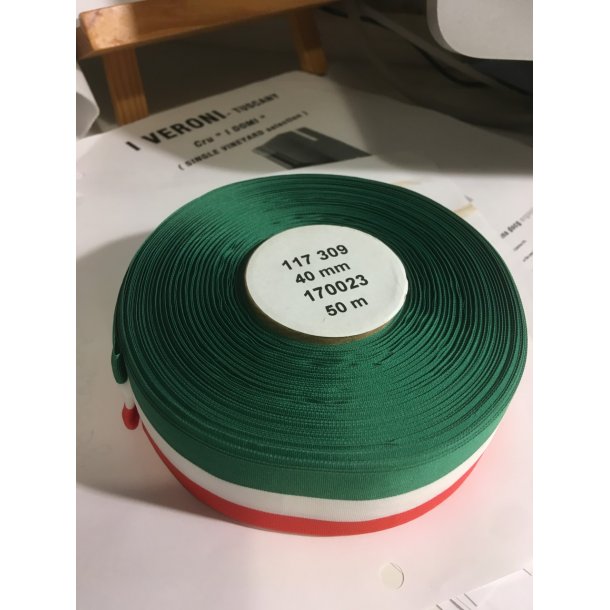 I VERONI - TUSCANY
Cru " I DOMI "
( SINGLE VINEYARD selection )
117 309
40 mm
170023
50 m